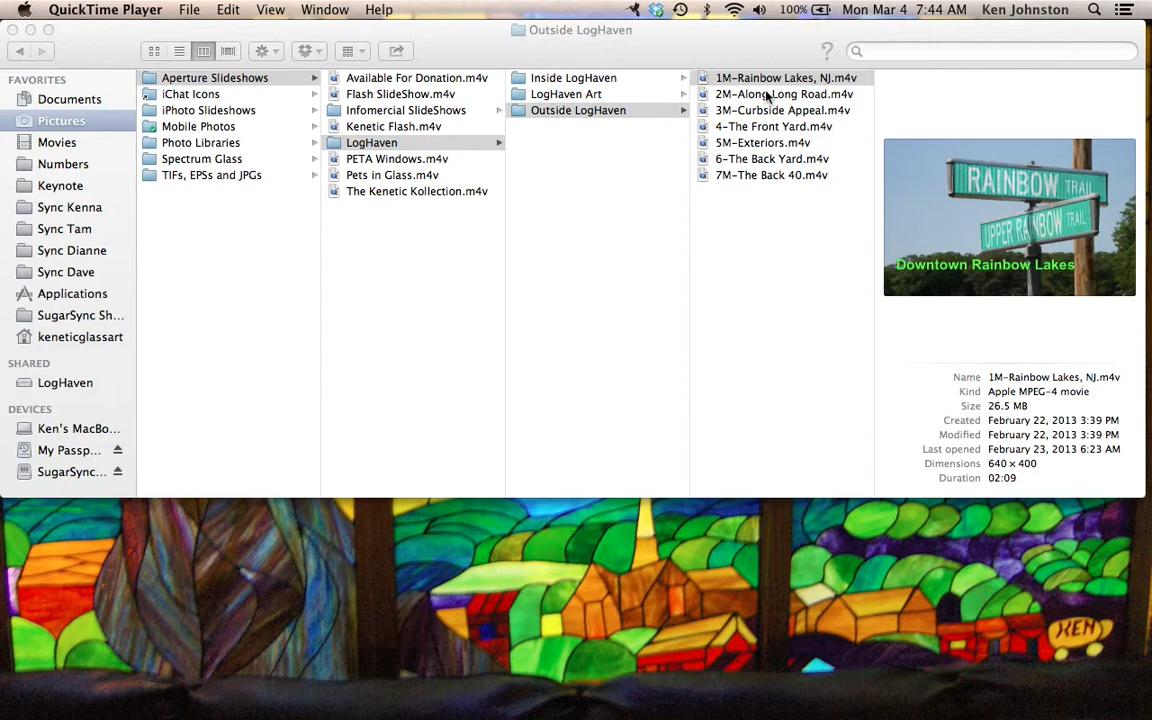 QuickTime Player File Edit View Window Help 100% Mon Mar 4 7:44 AM Ken Johnston
Outside LogHaven
?
FAVORITES
Documents
Pictures
Movies
Numbers
Keynote
Sync Kenna
Sync Tam
Sync Dianne
Sync Dave
Applications
SugarSync Sh...
keneticglassart
SHARED
LogHaven
DEVICES
Ken's MacBo...
My Passp...
SugarSync...
Aperture Slideshows
iChat Icons
iPhoto Slideshows
Mobile Photos
Photo Libraries
Spectrum Glass
TIFs, EPSs and JPGs
Available For Donation.m4v
Flash SlideShow.m4v
Infomercial SlideShows
Kenetic Flash.m4v
LogHaven
PETA Windows.m4v
Pets in Glass.m4v
The Kenetic Kollection.m4v
Inside LogHaven
LogHaven Art
Outside LogHaven
1M-Rainbow Lakes, NJ.m4v
2M-Along Long Road.m4v
3M-Curbside Appeal.m4v
4-The Front Yard.m4v
5M-Exteriors.m4v
6-The Back Yard.m4v
7M-The Back 40.m4v
RAINBOW TRAIL
UPPER RAINBOW TRAIL
Downtown Rainbow Lakes
Name 1M-Rainbow Lakes, NJ.m4v
Kind Apple MPEG-4 movie
Size 26.5 MB
Created February 22, 2013 3:39 PM
Modified February 22, 2013 3:39 PM
Last opened February 23, 2013 6:23 AM
Dimensions 640 × 400
Duration 02:09
KEN